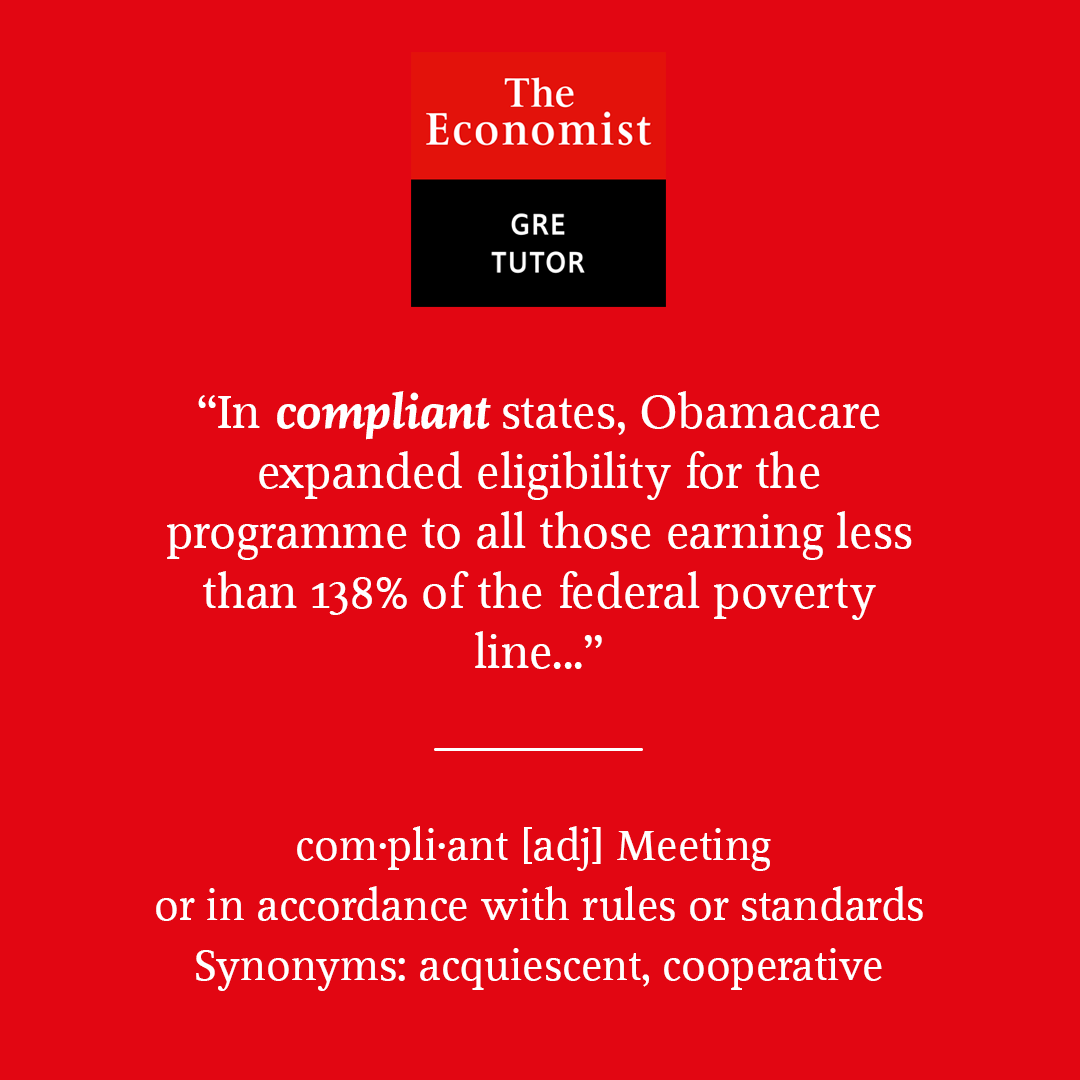 The
Economist
GRE
TUTOR
“In compliant states, Obamacare
expanded eligibility for the
programme to all those earning less
than 138% of the federal poverty
line...”
com·pli·ant [adj] Meeting
or in accordance with rules or standards
Synonyms: acquiescent, cooperative